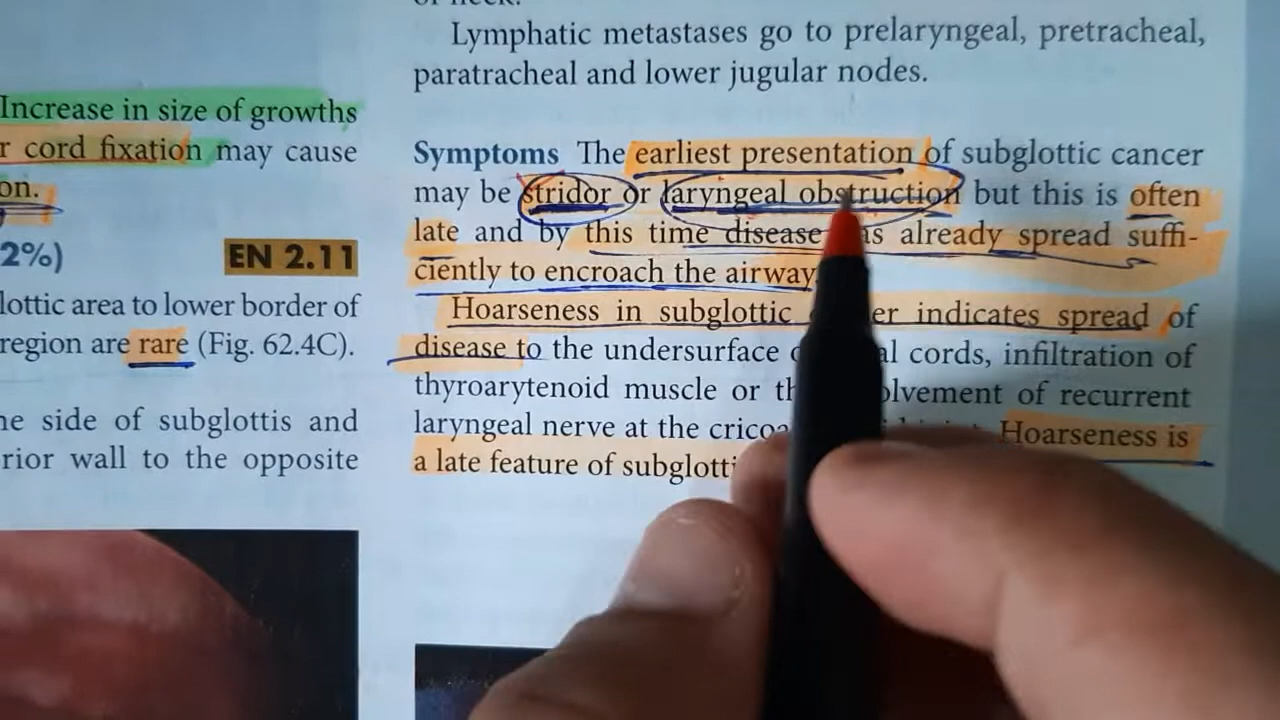 Increase in size of growths
r cord fixation may cause
on.
2%) EN 2.11
lottic area to lower border of
region are rare (Fig. 62.4C).
ne side of subglottis and
rior wall to the opposite
Lymphatic metastases go to prelaryngeal, pretracheal,
paratracheal and lower jugular nodes.
Symptoms The earliest presentation of subglottic cancer
may be stridor or laryngeal obstruction but this is often
late and by this time disease as already spread suffi-
ciently to encroach the airway.
Hoarseness in subglottic er indicates spread of
disease to the undersurface al cords, infiltration of
thyroarytenoid muscle or th olvement of recurrent
laryngeal nerve at the cricoa Hoarseness is
a late feature of subglotti